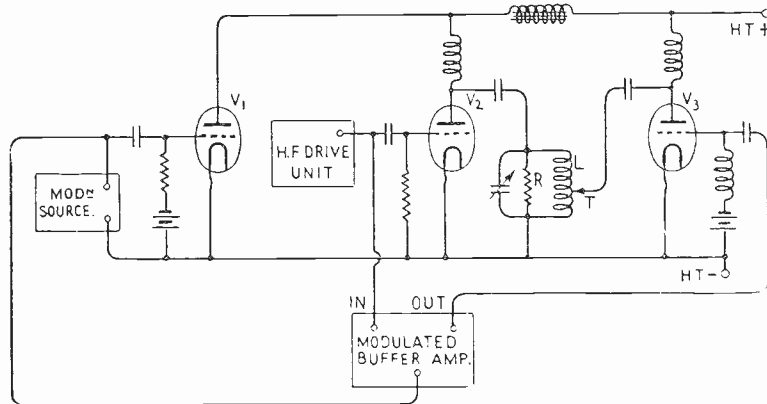 HT+
V1
V2
V3
H.F. DRIVE
UNIT
MODN
SOURCE.
R
L
T
HT-
IN OUT
MODULATED
BUFFER AMP.